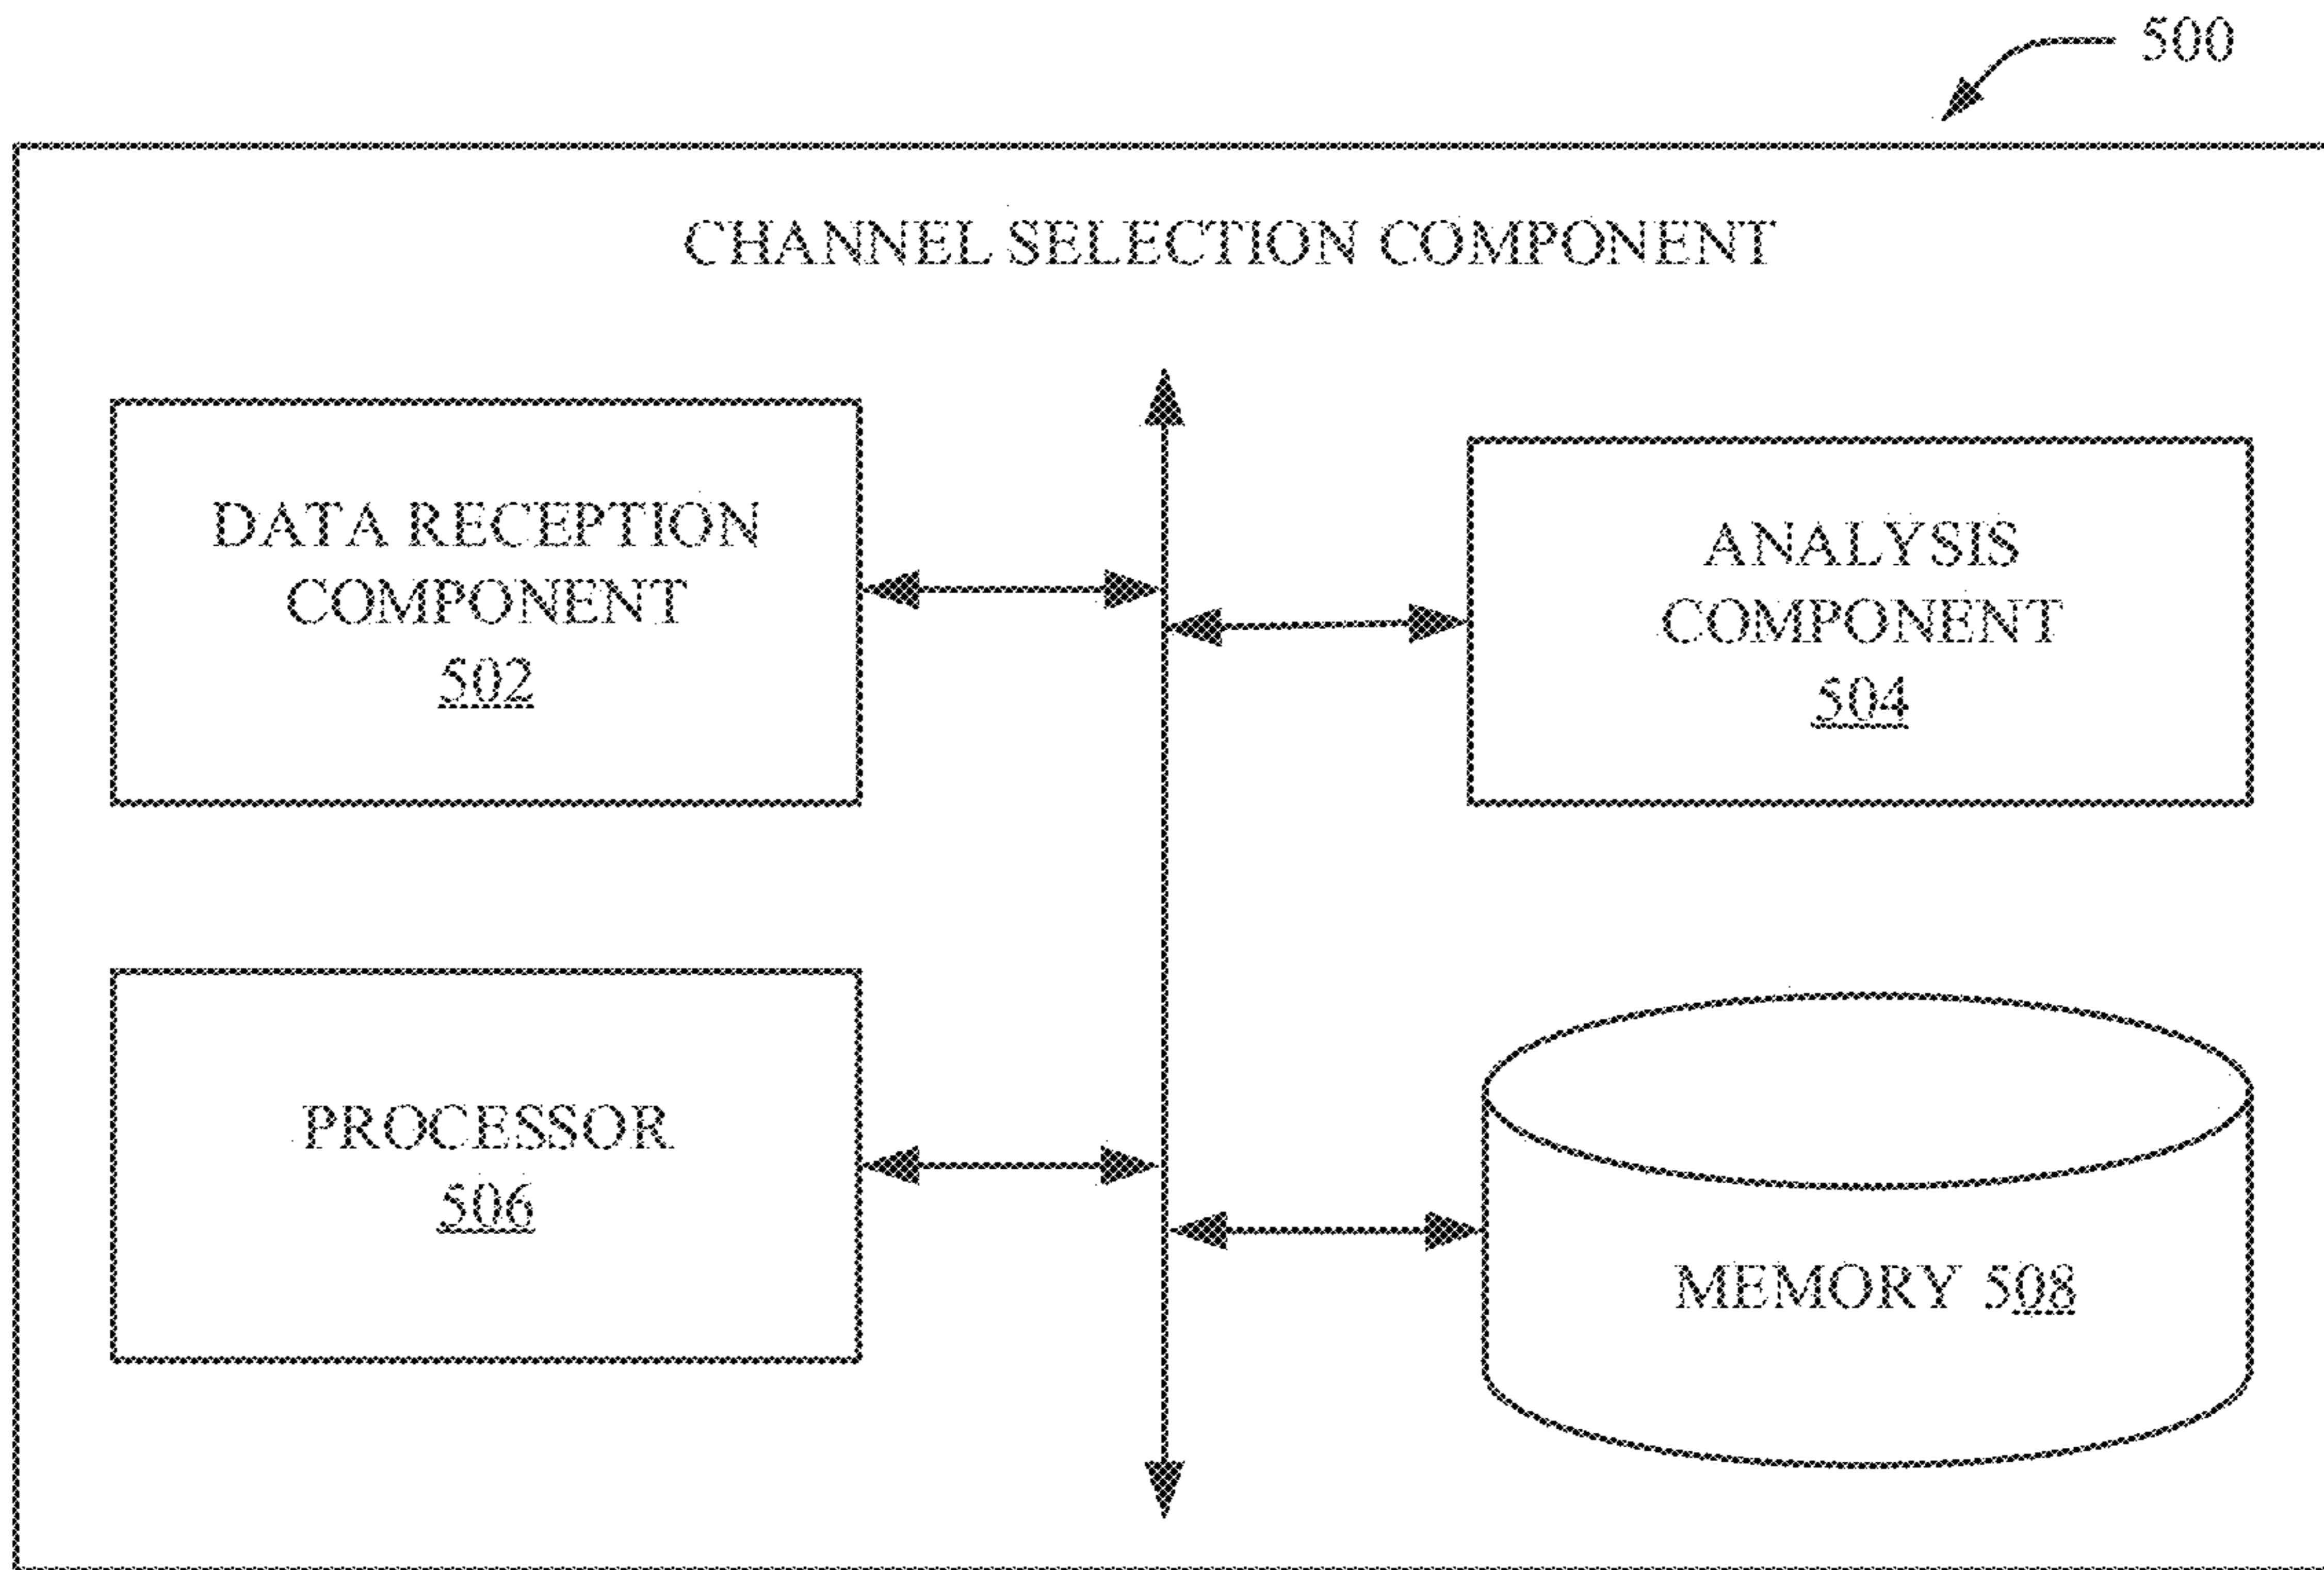 500
CHANNEL SELECTION COMPONENT
DATA RECEPTION
COMPONENT
502
ANALYSIS
COMPONENT
504
PROCESSOR
506
MEMORY 508